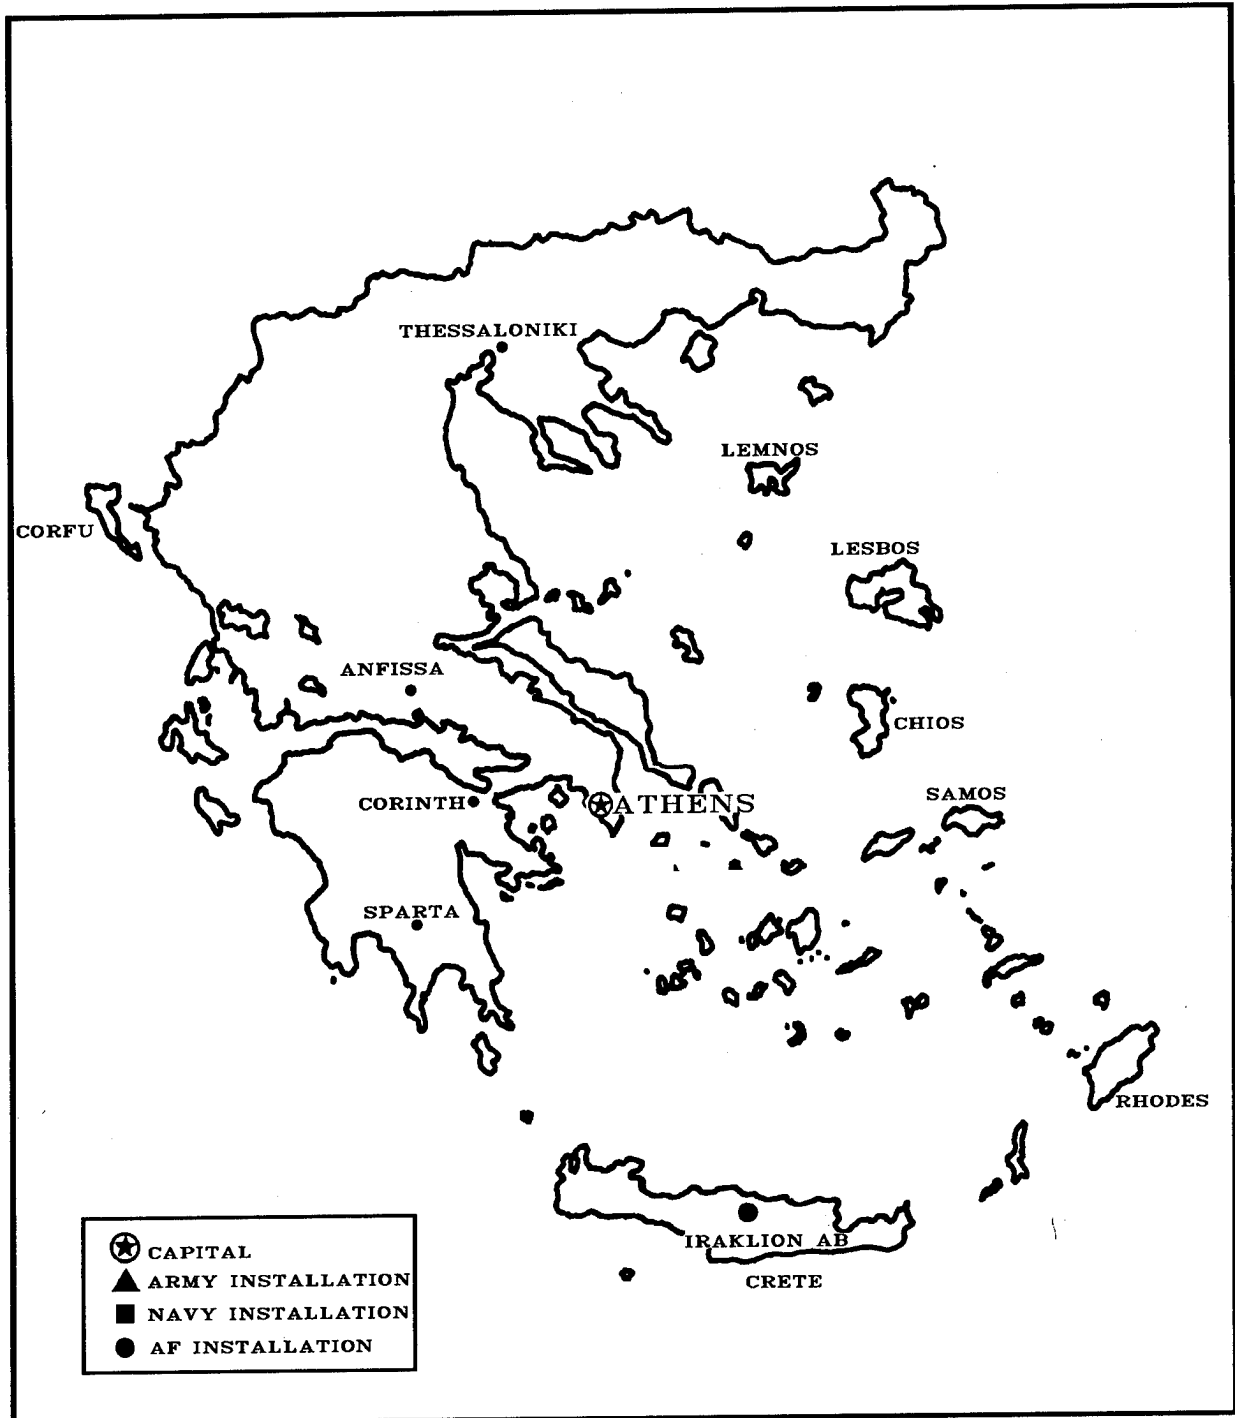 THESSALONIKI
LEMNOS
CORFU
LESBOS
ANFISSA
CHIOS
CORINTH
ATHENS
SAMOS
SPARTA
RHODES
IRAKLION AB
CRETE
CAPITAL
ARMY INSTALLATION
NAVY INSTALLATION
AF INSTALLATION